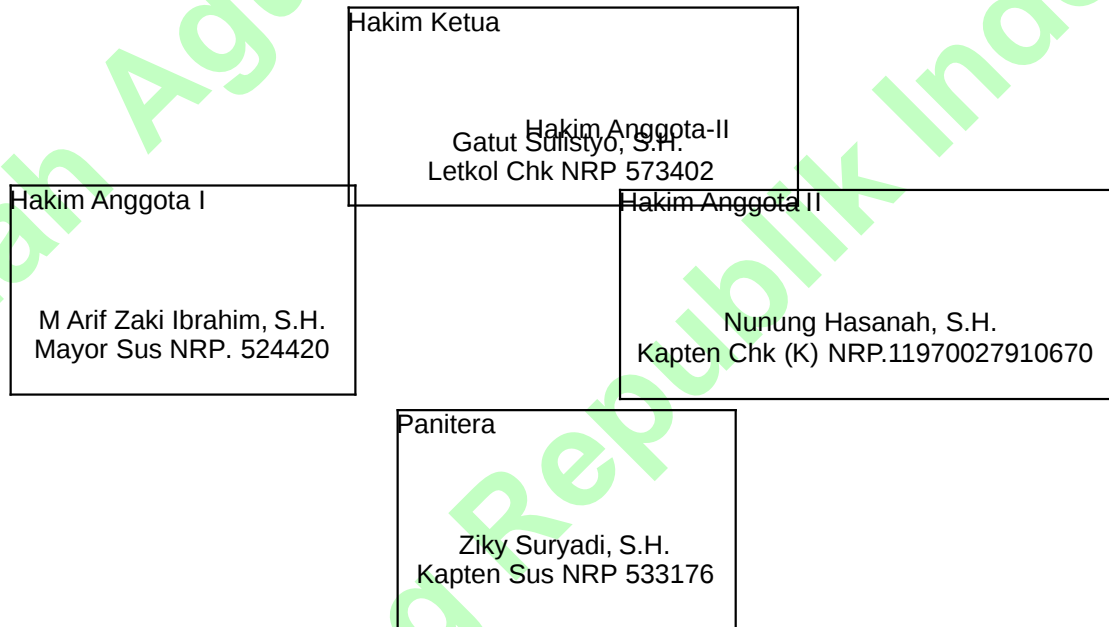 Hakim Ketua
Hakim Anggota-II
Gatut Sulistyo, S.H.
Letkol Chk NRP 573402
Hakim Anggota I
M Arif Zaki Ibrahim, S.H.
Mayor Sus NRP. 524420
Hakim Anggota II
Nunung Hasanah, S.H.
Kapten Chk (K) NRP.11970027910670
Panitera
Ziky Suryadi, S.H.
Kapten Sus NRP 533176
Republik